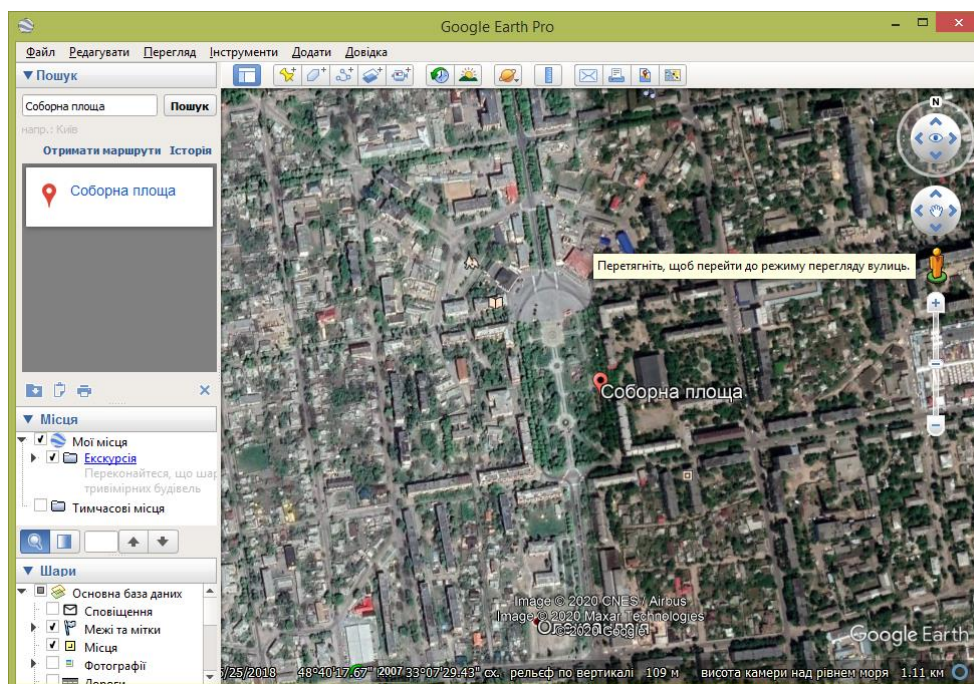 Google Earth Pro
Файл Редагувати Перегляд Інструменти Додати Довідка
Пошук
Соборна площа Пошук
напр.: Київ
Отримати маршрути Історія
Соборна площа
Місця
Мої місця
Екскурсія
Переконайтеся, що шар
тривимірних будівель
Тимчасові місця
Шари
Основна база даних
Сповіщення
Межі та мітки
Місця
Фотографії
Дороги
N
Перетягніть, щоб перейти до режиму перегляду вулиць.
Соборна площа
Image © 2020 CNES / Airbus
Image © 2020 Maxar Technologies
© 2020 Google
Google Earth
/25/2018 48°40'17.67" 2007 33°07'29.43" сх. рельєф по вертикалі 109 м висота камери над рівнем моря 1.11 км